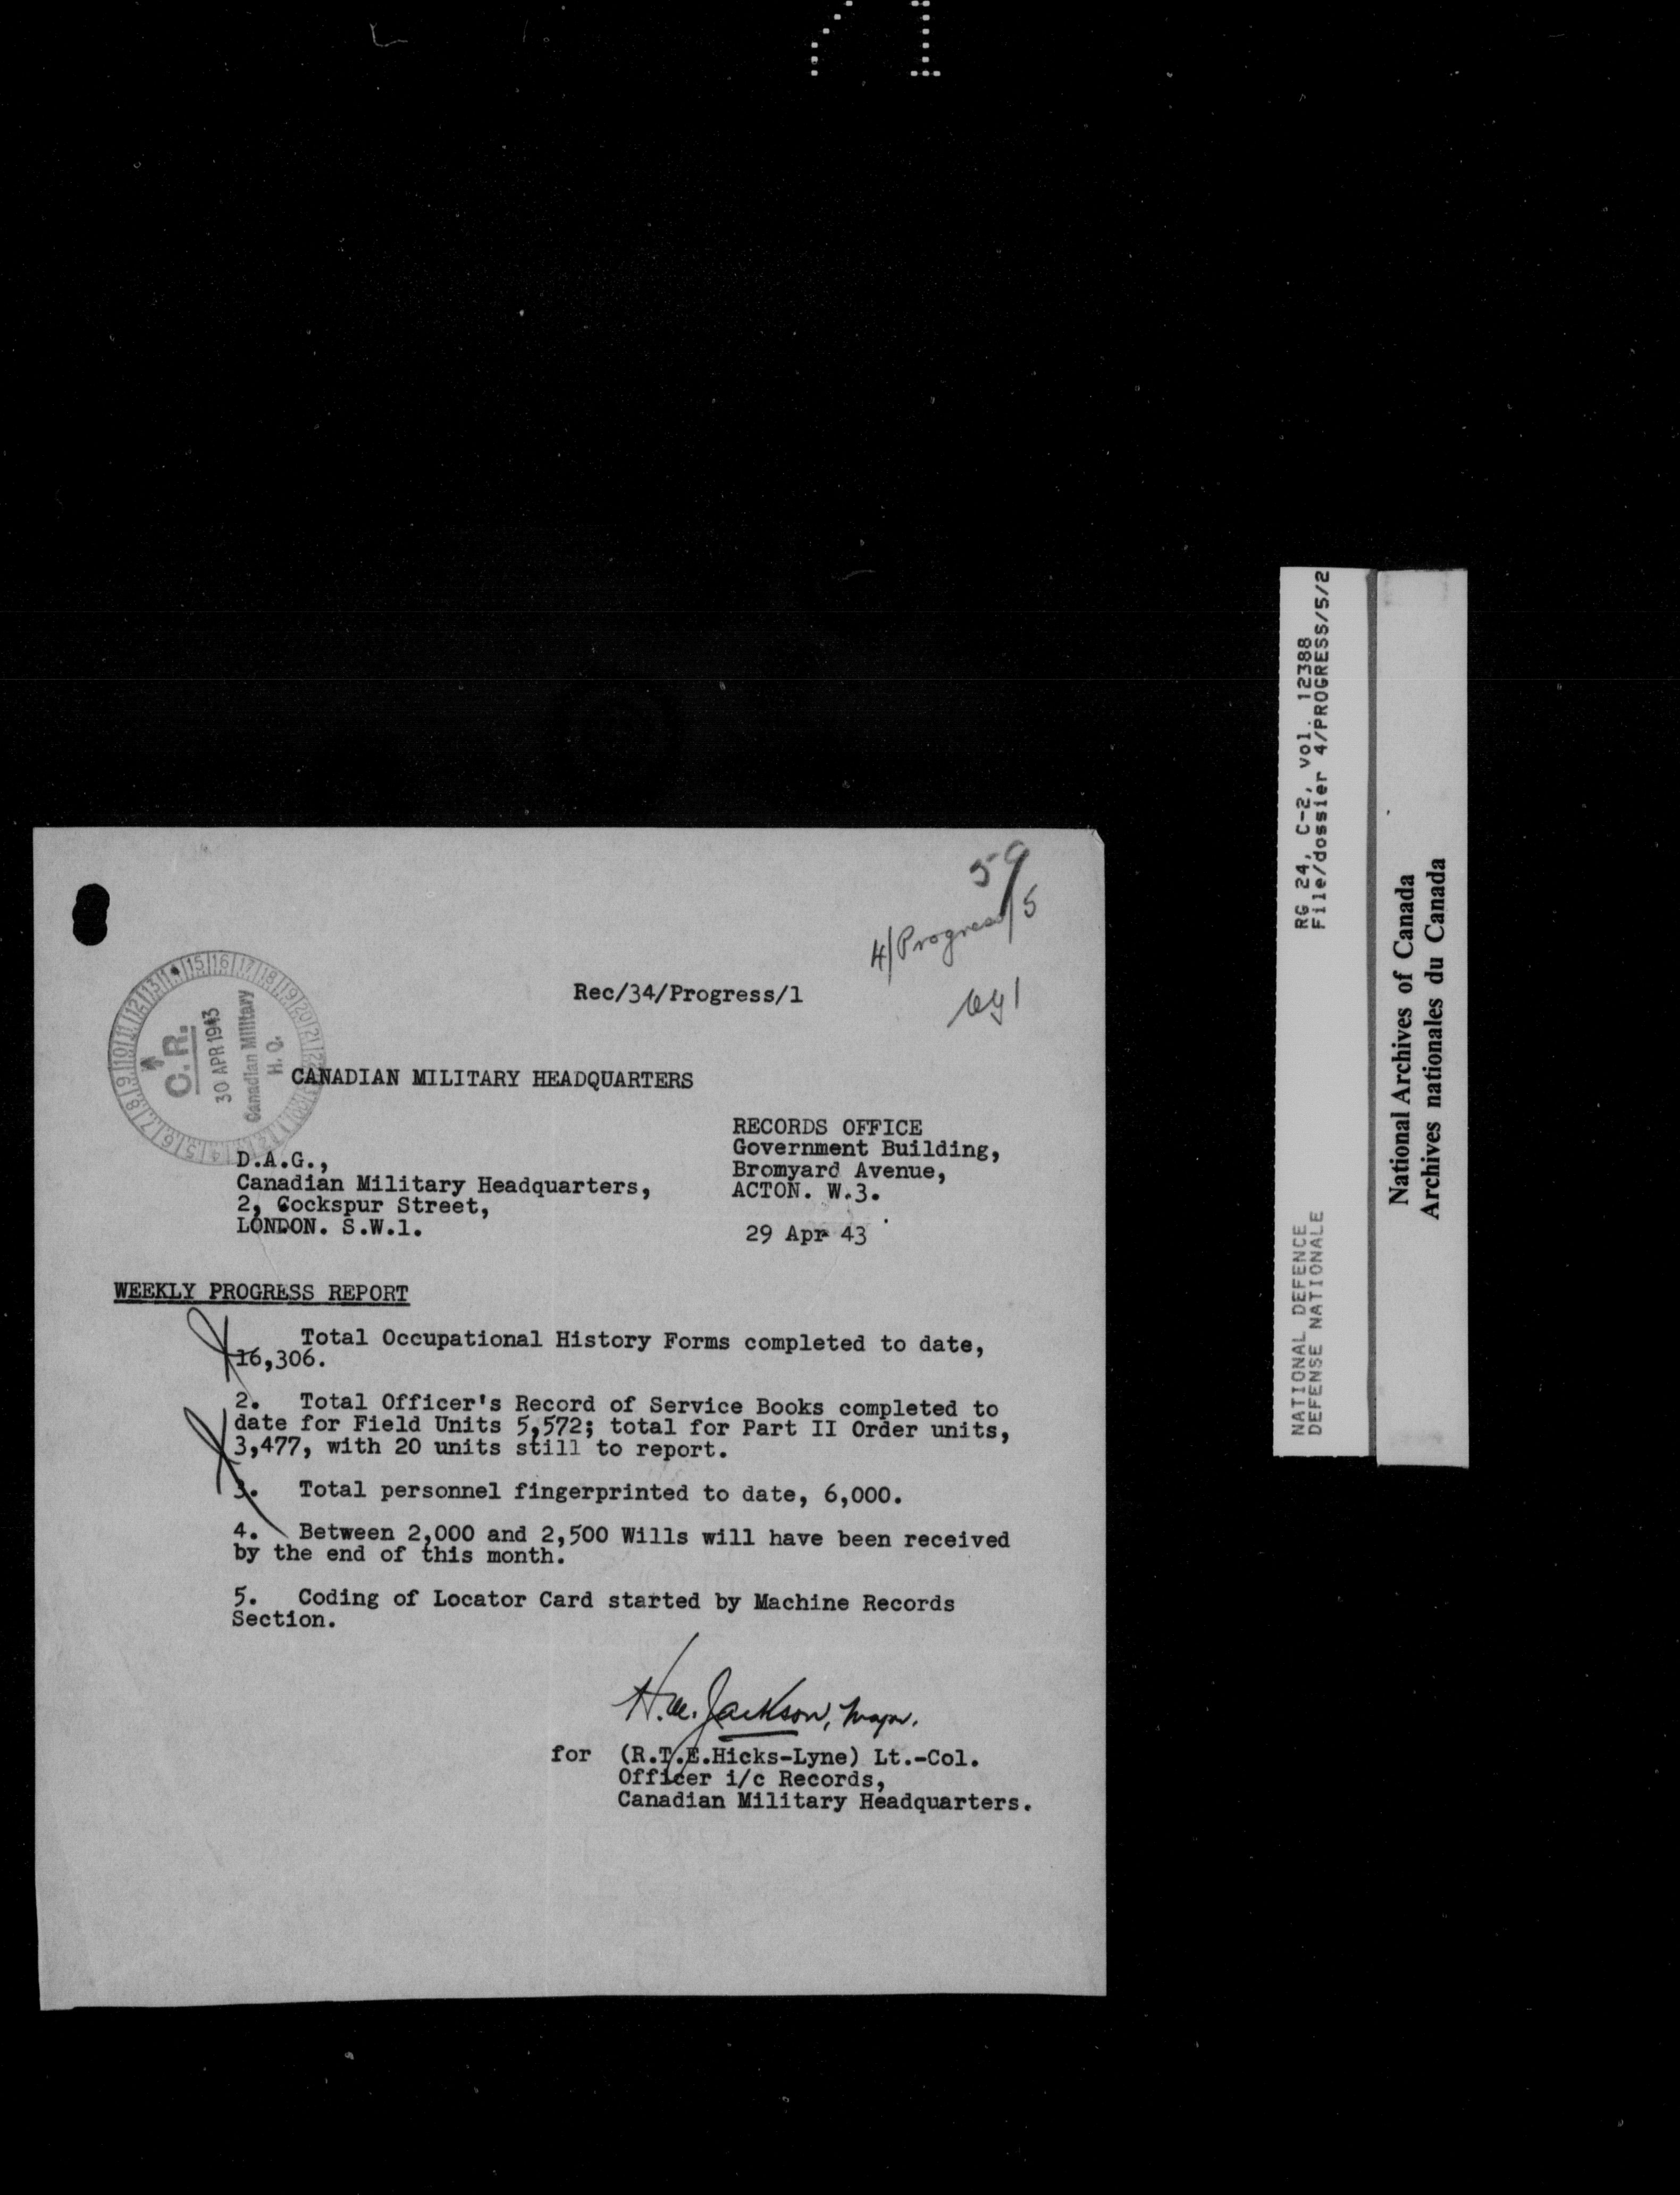 59
4/Progress/5
Rec/34/Progress/1
C.R.
30 APR 1943
Canadian Military
H. Q.
CANADIAN MILITARY HEADQUARTERS
RECORDS OFFICE
Government Building,
Bromyard Avenue,
ACTON. W.3.
29 Apr 43
D.A.G.,
Canadian Military Headquarters,
2, Cockspur Street,
LONDON. S.W.1.
WEEKLY PROGRESS REPORT
Total Occupational History Forms completed to date,
16,306.
2. Total Officer's Record of Service Books completed to
date for Field Units 5,572; total for Part II Order units,
3,477, with 20 units still to report.
3. Total personnel fingerprinted to date, 6,000.
4. Between 2,000 and 2,500 Wills will have been received
by the end of this month.
5. Coding of Locator Card started by Machine Records
Section.
H.M. Jackson, Major.
for (R.T.E.Hicks-Lyne) Lt.-Col.
Officer i/c Records,
Canadian Military Headquarters.
NATIONAL DEFENCE RG 24, C-2, vol. 12388
DEFENSE NATIONALE File/dossier 4/PROGRESS/5/2
National Archives of Canada
Archives nationales du Canada